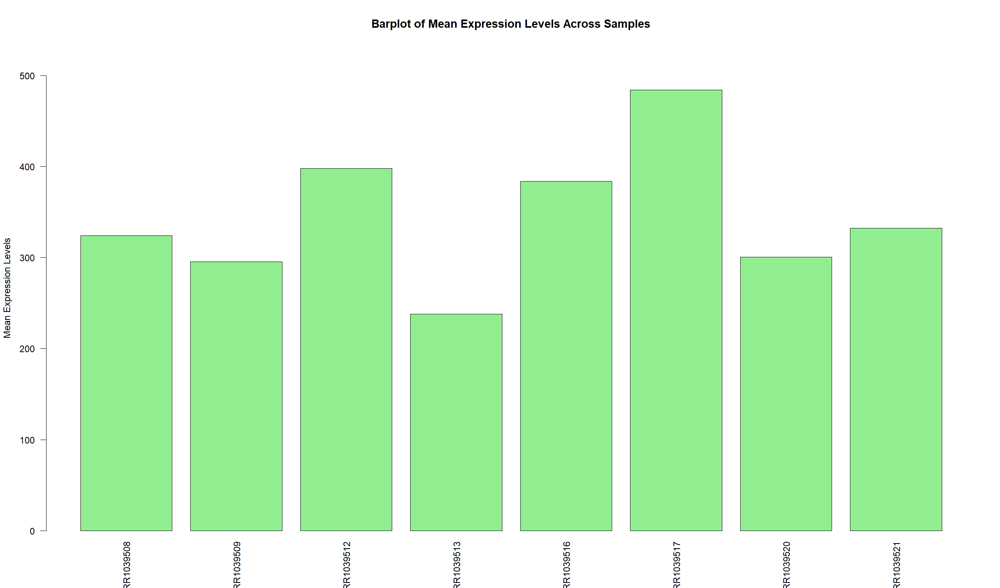 Barplot of Mean Expression Levels Across Samples
Mean Expression Levels
500
400
300
200
100
0
RR1039508
RR1039509
RR1039512
RR1039513
RR1039516
RR1039517
RR1039520
RR1039521